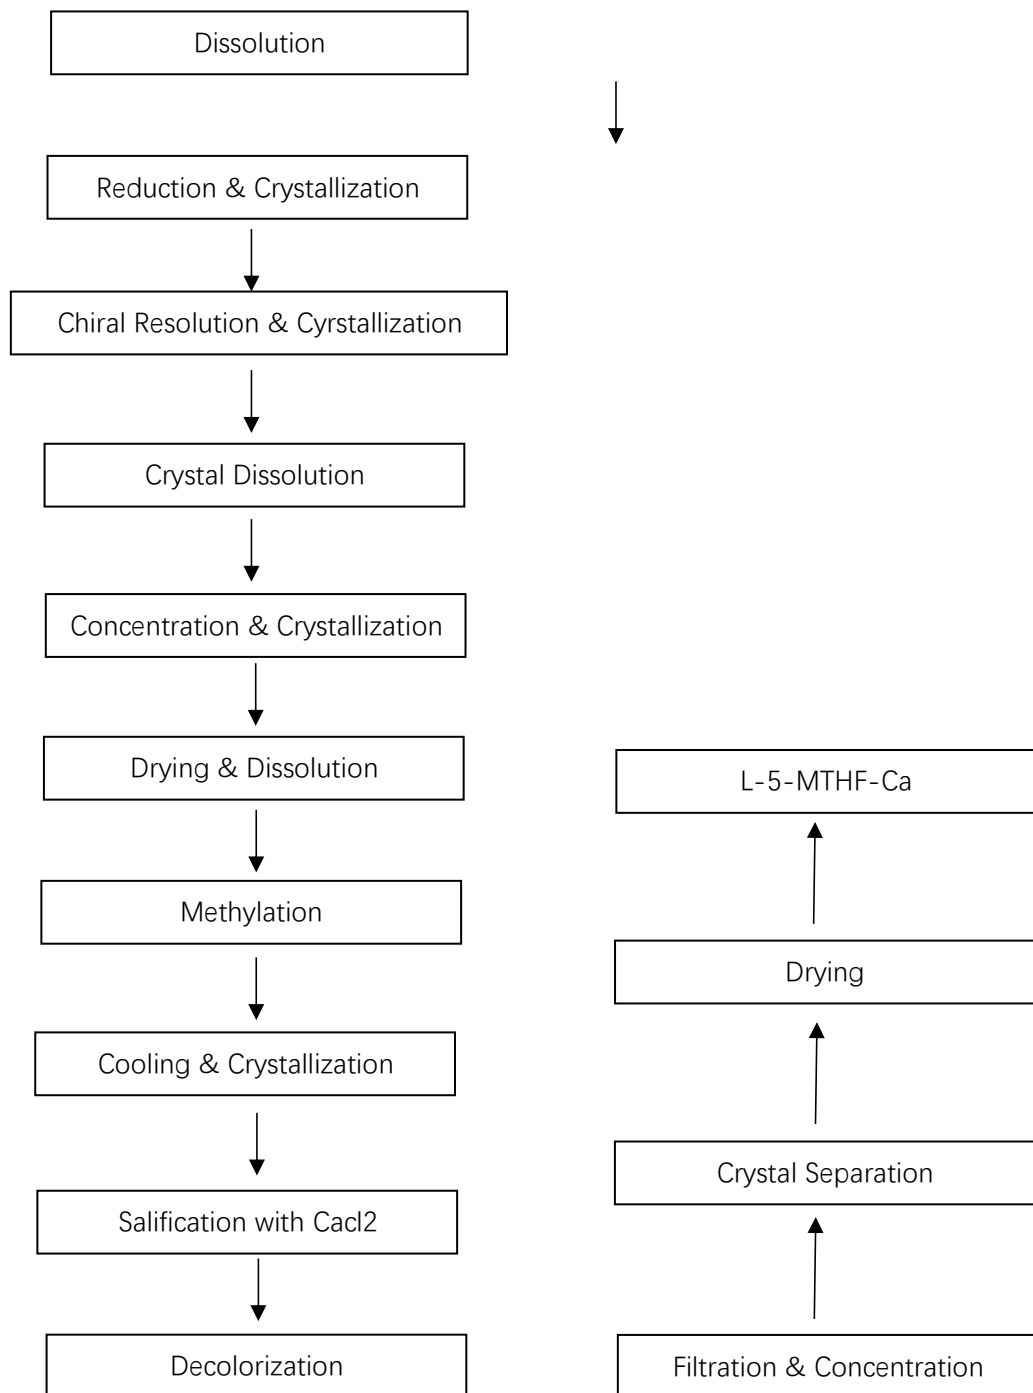 Dissolution
Reduction & Crystallization
Chiral Resolution & Cyrstallization
Crystal Dissolution
Concentration & Crystallization
Drying & Dissolution
Methylation
Cooling & Crystallization
Salification with Cacl2
Decolorization
L-5-MTHF-Ca
Drying
Crystal Separation
Filtration & Concentration